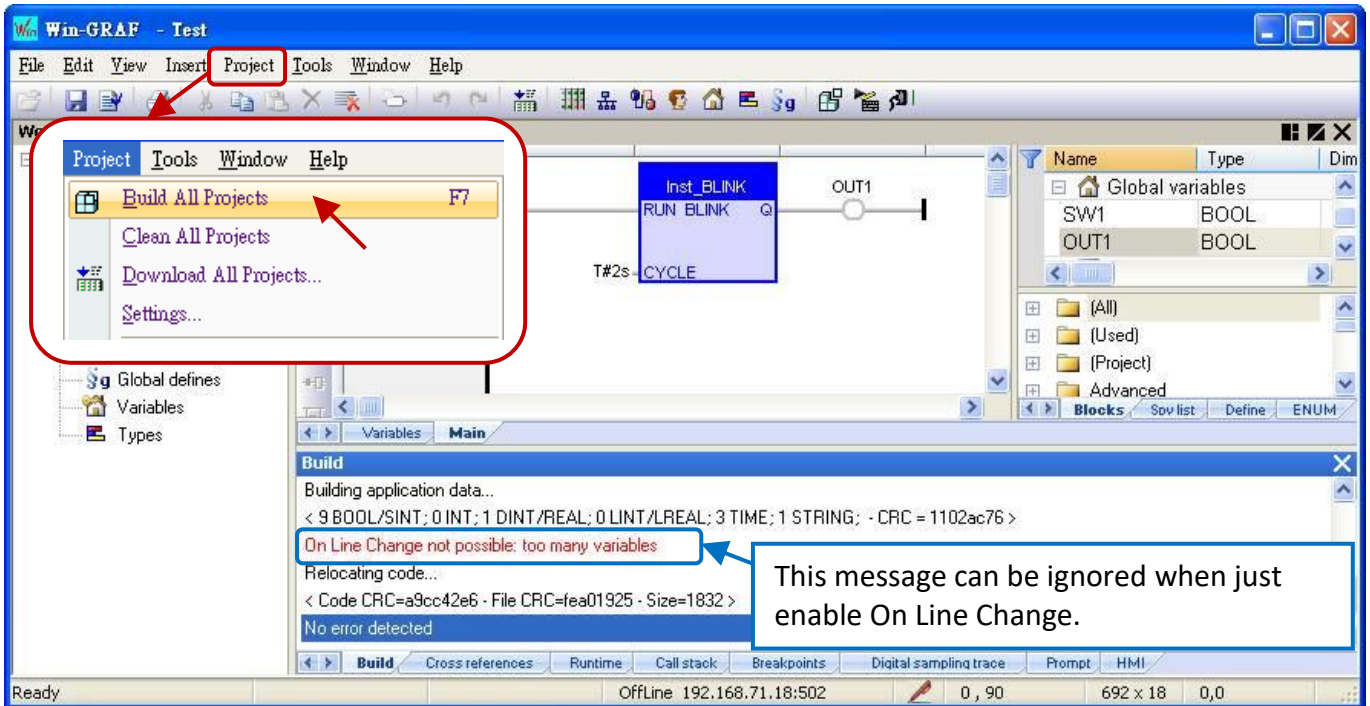 Win-GRAF - Test
File Edit View Insert Project Tools Window Help
Project Tools Window Help
Build All Projects F7
Clean All Projects
Download All Projects...
Settings...
Inst_BLINK
RUN BLINK Q
OUT1
T#2s CYCLE
Name Type Dim
Global variables
SW1 BOOL
OUT1 BOOL
(All)
(Used)
(Project)
Advanced
Blocks Spy list Define ENUM
Global defines
Variables
Types
Variables Main
Build
Building application data...
< 9 BOOL/SINT; 0 INT; 1 DINT/REAL; 0 LINT/LREAL; 3 TIME; 1 STRING; - CRC = 1102ac76 >
On Line Change not possible: too many variables
Relocating code...
< Code CRC=a9cc42e6 - File CRC=fea01925 - Size=1832 >
No error detected
This message can be ignored when just
enable On Line Change.
Build Cross references Runtime Call stack Breakpoints Digital sampling trace Prompt HMI
Ready OffLine 192.168.71.18:502 0 , 90 692 x 18 0,0